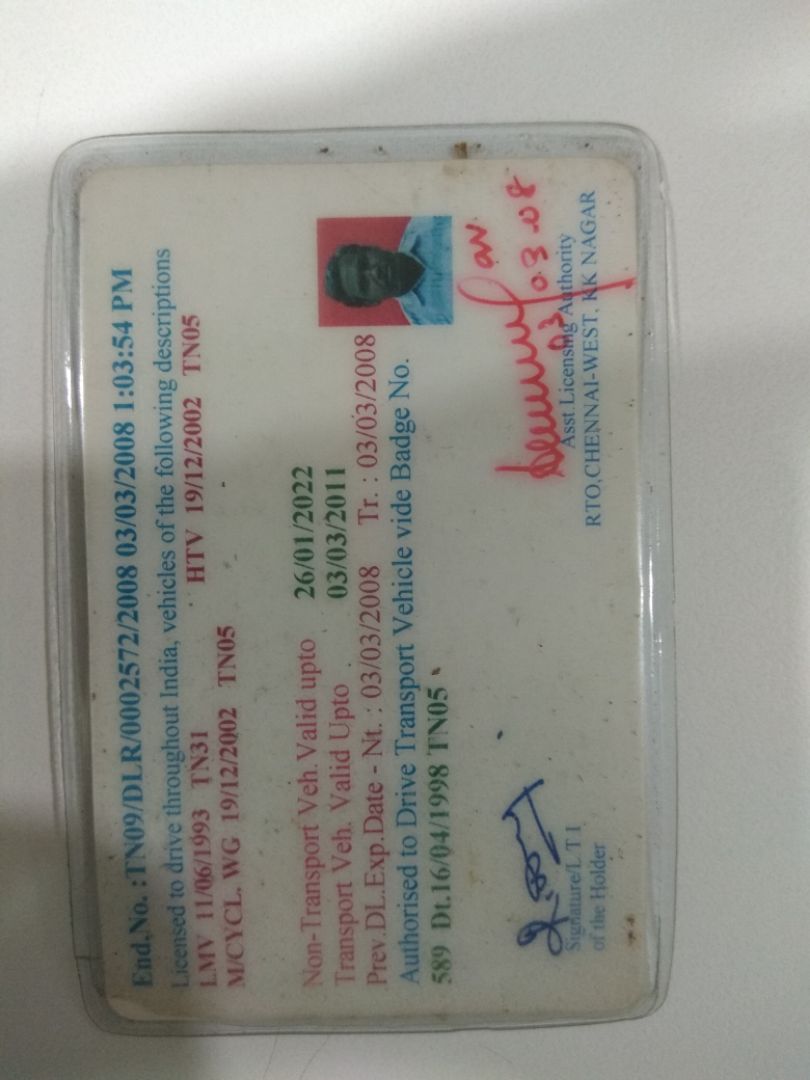 End.No. :TN09/DLR/0002572/2008 03/03/2008 1:03:54 PM
Licensed to drive throughout India, vehicles of the following descriptions
LMV 11/06/1993 TN31 HTV 19/12/2002 TN05
M/CYCL. WG 19/12/2002 TN05
Non-Transport Veh.Valid upto 26/01/2022
Transport Veh. Valid Upto 03/03/2011
Prev.DL.Exp.Date - Nt. : 03/03/2008 Tr. : 03/03/2008
Authorised to Drive Transport Vehicle vide Badge No.
589 Dt.16/04/1998 TN05
03.03.08
Signature/L T I
of the Holder
Asst.Licensing Authority
RTO,CHENNAI-WEST, KK NAGAR